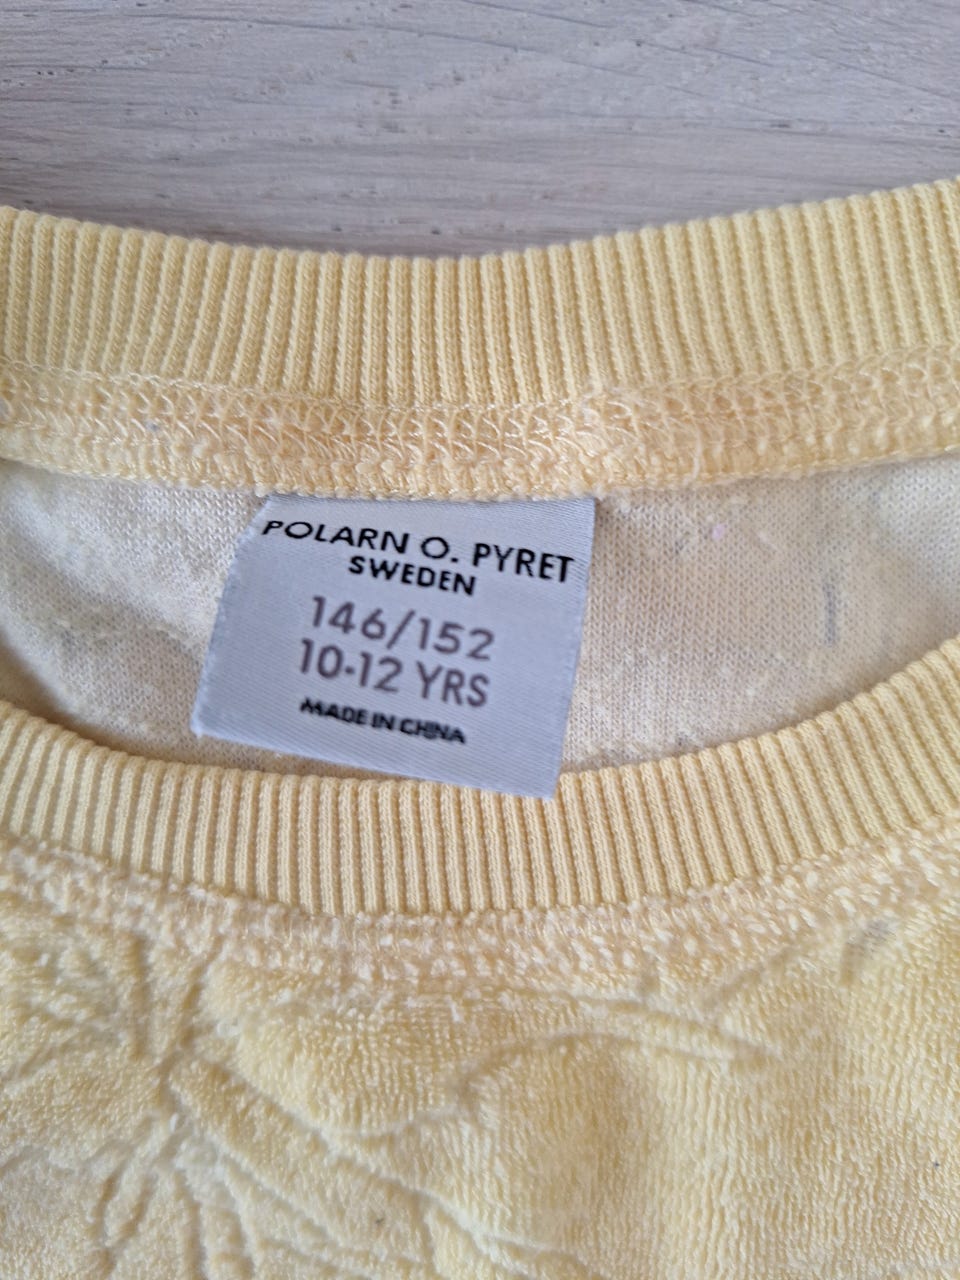 POLARN O. PYRET
SWEDEN
146/152
10-12 YRS
MADE IN CHINA